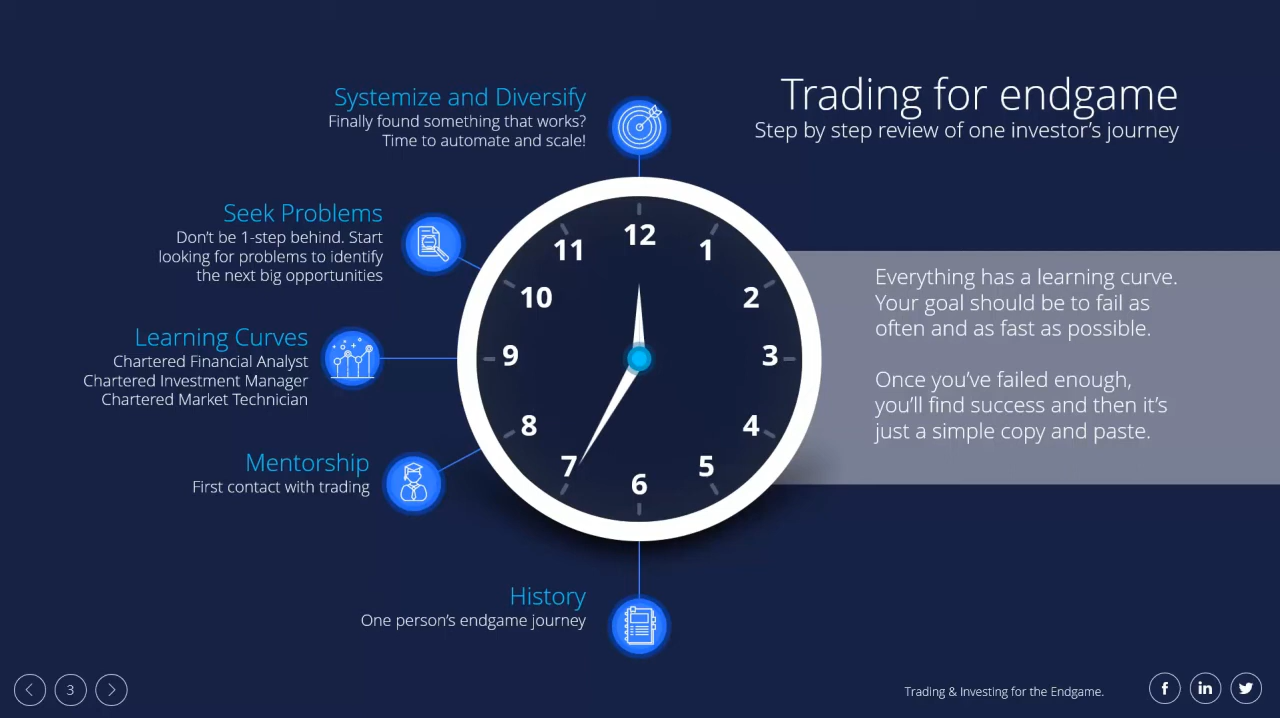 Trading for endgame
Step by step review of one investor's journey
Systemize and Diversify
Finally found something that works?
Time to automate and scale!
Seek Problems
Don't be 1-step behind. Start
looking for problems to identify
the next big opportunities
Learning Curves
Chartered Financial Analyst
Chartered Investment Manager
Chartered Market Technician
Mentorship
First contact with trading
History
One person's endgame journey
12
1
2
3
4
5
6
7
8
9
10
11
Everything has a learning curve.
Your goal should be to fail as
often and as fast as possible.
Once you've failed enough,
you'll find success and then it's
just a simple copy and paste.
3
Trading & Investing for the Endgame.
f
in